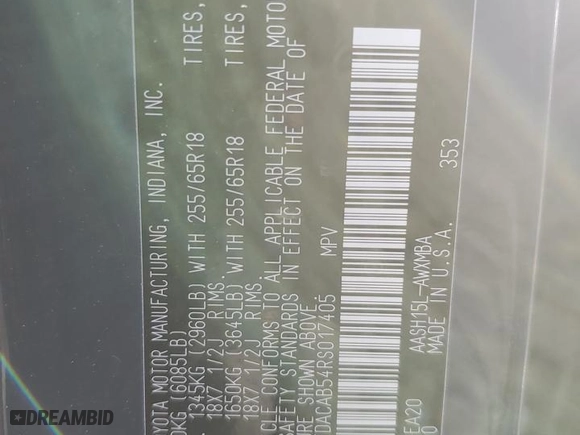 YOTA MOTOR MANUFACTURING, INDIANA, INC.
0KG (6085LB)
1345KG (2960LB) WITH 255/65R18 TIRES,
18X7 1/2J RIMS.
1650KG (3645LB) WITH 255/65R18 TIRES,
18X7 1/2J RIMS.
CLE CONFORMS TO ALL APPLICABLE FEDERAL MOTO
SAFETY STANDARDS IN EFFECT ON THE DATE OF
URE SHOWN ABOVE.
DACAB54RS017405 MPV
EA20 AASH15L-AWXMBA
0 MADE IN U.S.A. 353
DREAMBID